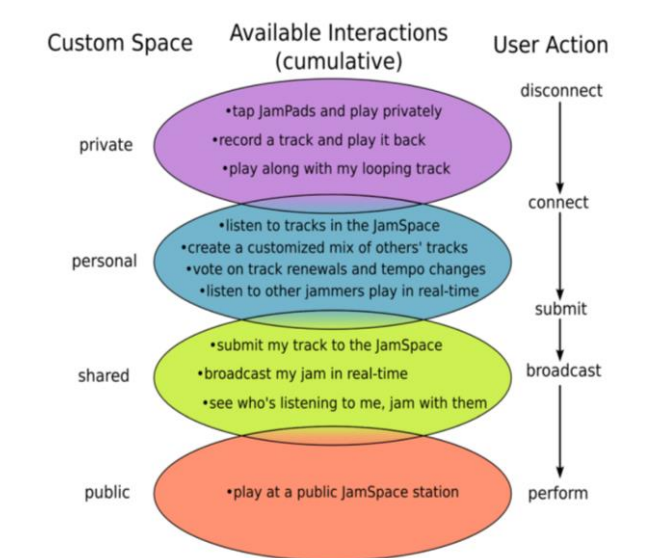 Custom Space
Available Interactions
(cumulative)
User Action
disconnect
•tap JamPads and play privately
•record a track and play it back
private
•play along with my looping track
connect
•listen to tracks in the JamSpace
•create a customized mix of others' tracks
personal
•vote on track renewals and tempo changes
•listen to other jammers play in real-time
submit
•submit my track to the JamSpace
broadcast
shared
•broadcast my jam in real-time
•see who's listening to me, jam with them
public
•play at a public JamSpace station
perform